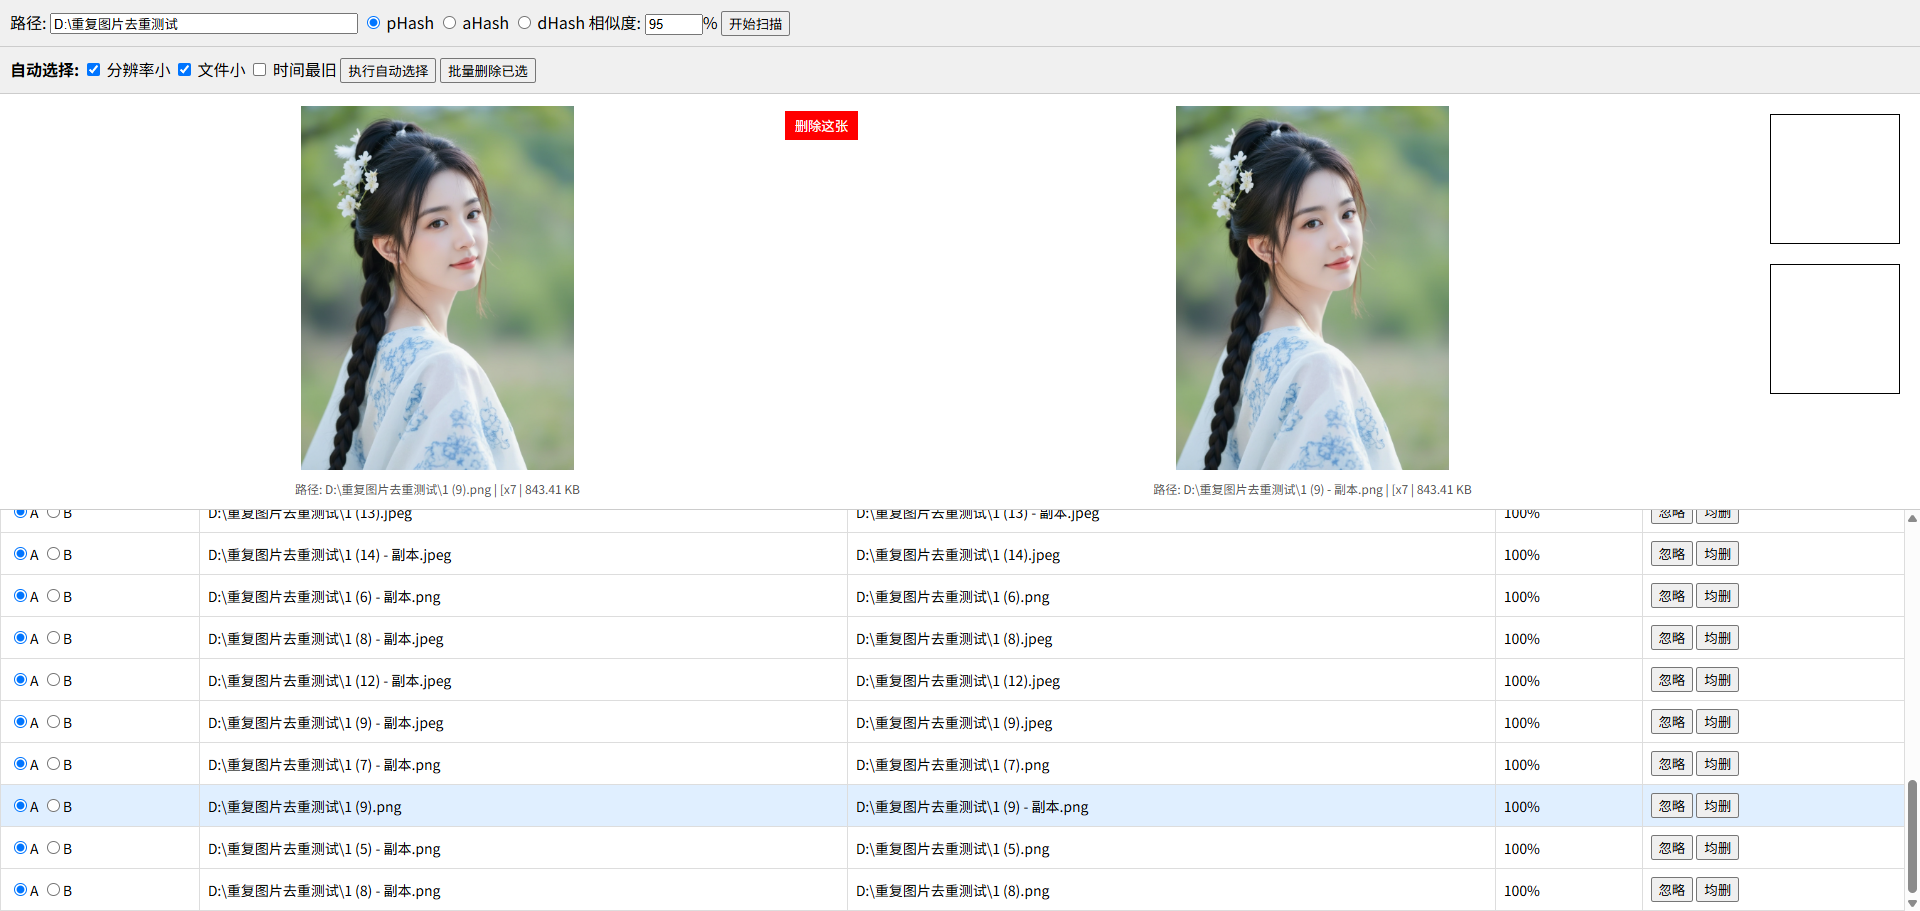 路径: D:\重复图片去重测试 pHash aHash dHash 相似度: 95 % 开始扫描
自动选择: 分辨率小 文件小 时间最旧 执行自动选择 批量删除已选
删除这张
路径: D:\重复图片去重测试\1 (9).png | [x7 | 843.41 KB
路径: D:\重复图片去重测试\1 (9) - 副本.png | [x7 | 843.41 KB
A B D:\重复图片去重测试\1 (13).jpeg D:\重复图片去重测试\1 (13) - 副本.jpeg 100% 忽略 均删
A B D:\重复图片去重测试\1 (14) - 副本.jpeg D:\重复图片去重测试\1 (14).jpeg 100% 忽略 均删
A B D:\重复图片去重测试\1 (6) - 副本.png D:\重复图片去重测试\1 (6).png 100% 忽略 均删
A B D:\重复图片去重测试\1 (8) - 副本.jpeg D:\重复图片去重测试\1 (8).jpeg 100% 忽略 均删
A B D:\重复图片去重测试\1 (12) - 副本.jpeg D:\重复图片去重测试\1 (12).jpeg 100% 忽略 均删
A B D:\重复图片去重测试\1 (9) - 副本.jpeg D:\重复图片去重测试\1 (9).jpeg 100% 忽略 均删
A B D:\重复图片去重测试\1 (7) - 副本.png D:\重复图片去重测试\1 (7).png 100% 忽略 均删
A B D:\重复图片去重测试\1 (9).png D:\重复图片去重测试\1 (9) - 副本.png 100% 忽略 均删
A B D:\重复图片去重测试\1 (5) - 副本.png D:\重复图片去重测试\1 (5).png 100% 忽略 均删
A B D:\重复图片去重测试\1 (8) - 副本.png D:\重复图片去重测试\1 (8).png 100% 忽略 均删